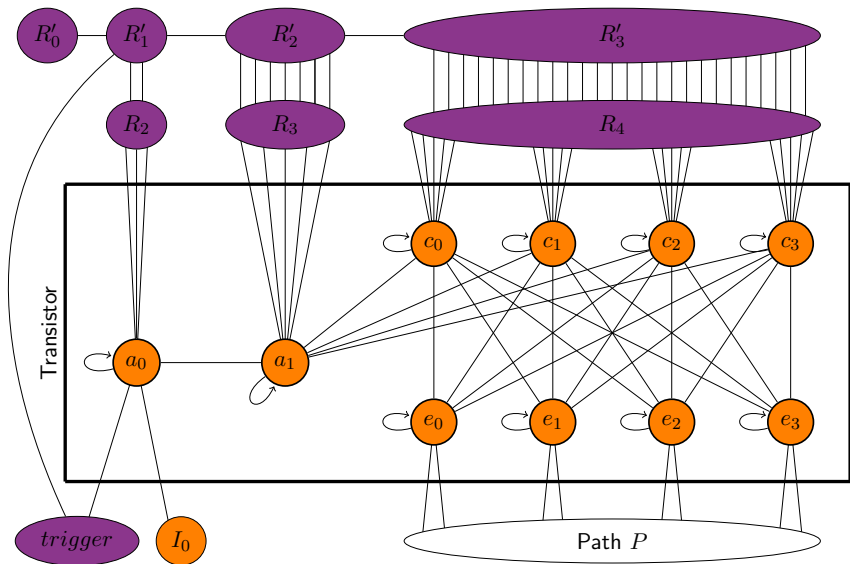 R′₀ R′₁ R′₂ R′₃
R₂ R₃ R₄
c₀ c₁ c₂ c₃
Transistor
a₀ a₁
e₀ e₁ e₂ e₃
trigger I₀ Path P